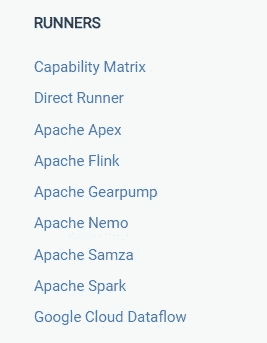 RUNNERS
Capability Matrix
Direct Runner
Apache Apex
Apache Flink
Apache Gearpump
Apache Nemo
Apache Samza
Apache Spark
Google Cloud Dataflow